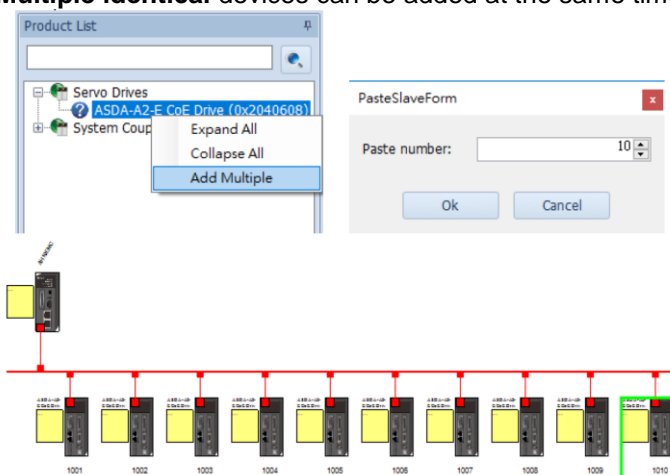 Multiple identical devices can be added at the same tim
Product List
Servo Drives
ASDA-A2-E CoE Drive (0x2040608)
System Coup
Expand All
Collapse All
Add Multiple
PasteSlaveForm
x
Paste number:
10
Ok
Cancel
1001
1002
1003
1004
1005
1006
1007
1008
1009
1010